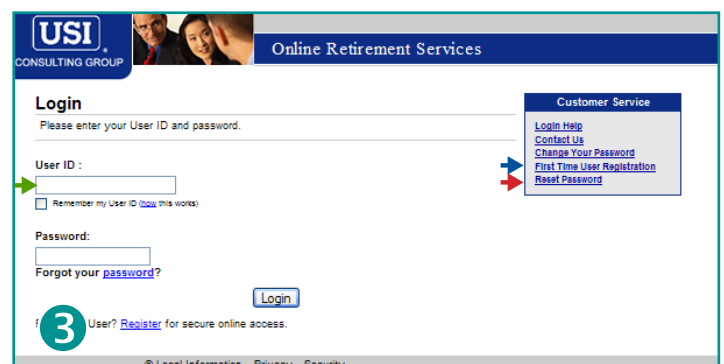 USI
CONSULTING GROUP
Online Retirement Services
Login
Please enter your User ID and password.
User ID :
Remember my User ID (how this works)
Password:
Forgot your password?
Login
3
User? Register for secure online access.
Customer Service
Login Help
Contact Us
Change Your Password
First Time User Registration
Reset Password
© Legal Information Privacy Security